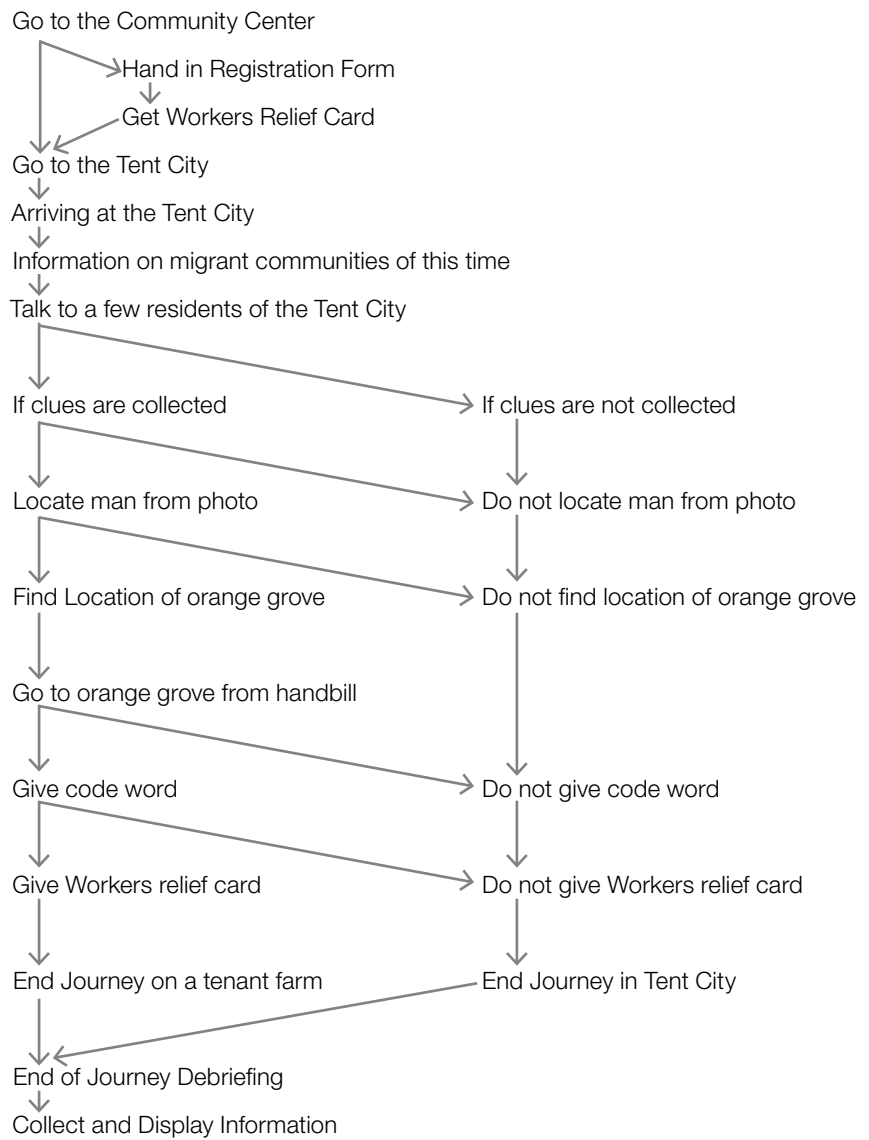 Go to the Community Center
Hand in Registration Form
Get Workers Relief Card
Go to the Tent City
Arriving at the Tent City
Information on migrant communities of this time
Talk to a few residents of the Tent City
If clues are collected
If clues are not collected
Locate man from photo
Do not locate man from photo
Find Location of orange grove
Do not find location of orange grove
Go to orange grove from handbill
Give code word
Do not give code word
Give Workers relief card
Do not give Workers relief card
End Journey on a tenant farm
End Journey in Tent City
End of Journey Debriefing
Collect and Display Information